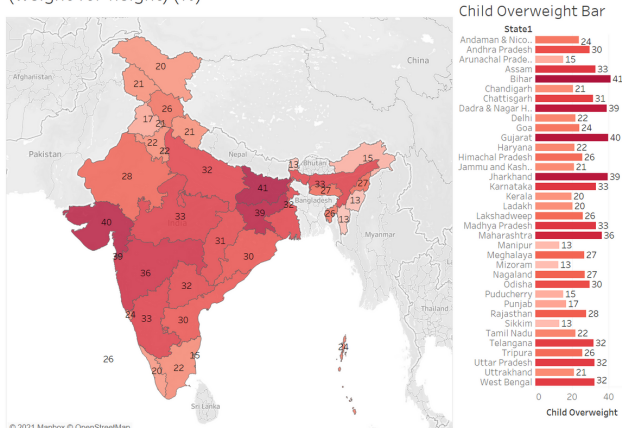 (weight for height) (%)
Child Overweight Bar
State1
Andaman & Nico.. 24
Andhra Pradesh 30
Arunachal Prade.. 15
Assam 33
Bihar 41
Chandigarh 21
Chattisgarh 31
Dadra & Nagar H.. 39
Delhi 22
Goa 24
Gujarat 40
Haryana 22
Himachal Pradesh 26
Jammu and Kash.. 21
Jharkhand 39
Karnataka 33
Kerala 20
Ladakh 20
Lakshadweep 26
Madhya Pradesh 33
Maharashtra 36
Manipur 13
Meghalaya 27
Mizoram 13
Nagaland 27
Odisha 30
Puducherry 15
Punjab 17
Rajasthan 28
Sikkim 13
Tamil Nadu 22
Telangana 32
Tripura 26
Uttar Pradesh 32
Uttrakhand 21
West Bengal 32
0 20 40
Child Overweight
20
China
Afghanistan
21
26
17
21
22
21
22
Pakistan
Nepal
Bhutan
13
15
28
32
41
33
27
27
Bangladesh
13
40
33
39
32
26
13
Myanmar
31
39
36
30
32
24
33
30
Thailand
24
26
15
20
22
Sri Lanka
© 2021 Mapbox © OpenStreetMap